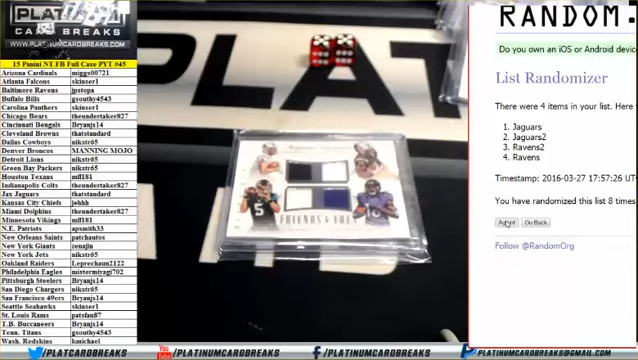 PLATINUM
CARD BREAKS
WWW.PLATINUMCARDBREAKS.COM
15 Panini NT FB Full Case PYT #45
Arizona Cardinals miggs00721
Atlanta Falcons skinser1
Baltimore Ravens jpstopa
Buffalo Bills gsouthy4543
Carolina Panthers skinser1
Chicago Bears theundertaker827
Cincinnati Bengals Bryanjs14
Cleveland Browns thatstandard
Dallas Cowboys nikstr65
Denver Broncos MANNING MOJO
Detroit Lions nikstr65
Green Bay Packers nikstr65
Houston Texans mff181
Indianapolis Colts theundertaker827
Jax Jaguars thatstandard
Kansas City Chiefs johhh
Miami Dolphins theundertaker827
Minnesota Vikings mff181
N.E. Patriots apsmith33
New Orleans Saints patchautos
New York Giants zenajin
New York Jets nikstr65
Oakland Raiders Leprechaun2122
Philadelphia Eagles mistermiyagi702
Pittsburgh Steelers Bryanjs14
San Diego Chargers nikstr65
San Francisco 49ers Bryanjs14
Seattle Seahawks skinser1
St. Louis Rams patsfan87
T.B. Buccaneers Bryanjs14
Tenn. Titans gsouthy4543
Wash. Redskins kaichael
PLATI
FRIENDS & FOES
RANDOM.
Do you own an iOS or Android device
List Randomizer
There were 4 items in your list. Here
1. Jaguars
2. Jaguars2
3. Ravens2
4. Ravens
Timestamp: 2016-03-27 17:57:26
You have randomized this list 8 times
Again! Go Back
Follow @RandomOrg
/PLATCARDBREAKS You Tube /PLATINUMCARDBREAKS /PLATINUMCARDBREAKS.COM